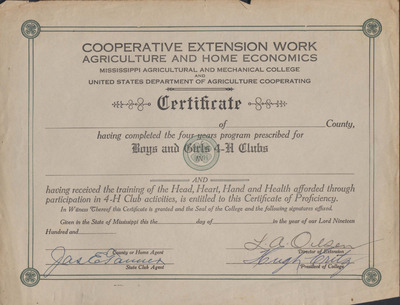 COOPERATIVE EXTENSION WORK
AGRICULTURE AND HOME ECONOMICS
MISSISSIPPI AGRICULTURAL AND MECHANICAL COLLEGE
AND
UNITED STATES DEPARTMENT OF AGRICULTURE COOPERATING
Certificate
of County,
having completed the four years program prescribed for
Boys and Girls 4-H Clubs
AND
having received the training of the Head, Heart, Hand and Health afforded through
participation in 4-H Club activities, is entitled to this Certificate of Proficiency.
In Witness Thereof this Certificate is granted and the Seal of the College and the following signatures affixed.
Given in the State of Mississippi this the day of in the year of our Lord Nineteen
Hundred and
County or Home Agent
Jas E Tanner
State Club Agent
Director of Extension
Hugh Critz
President of College